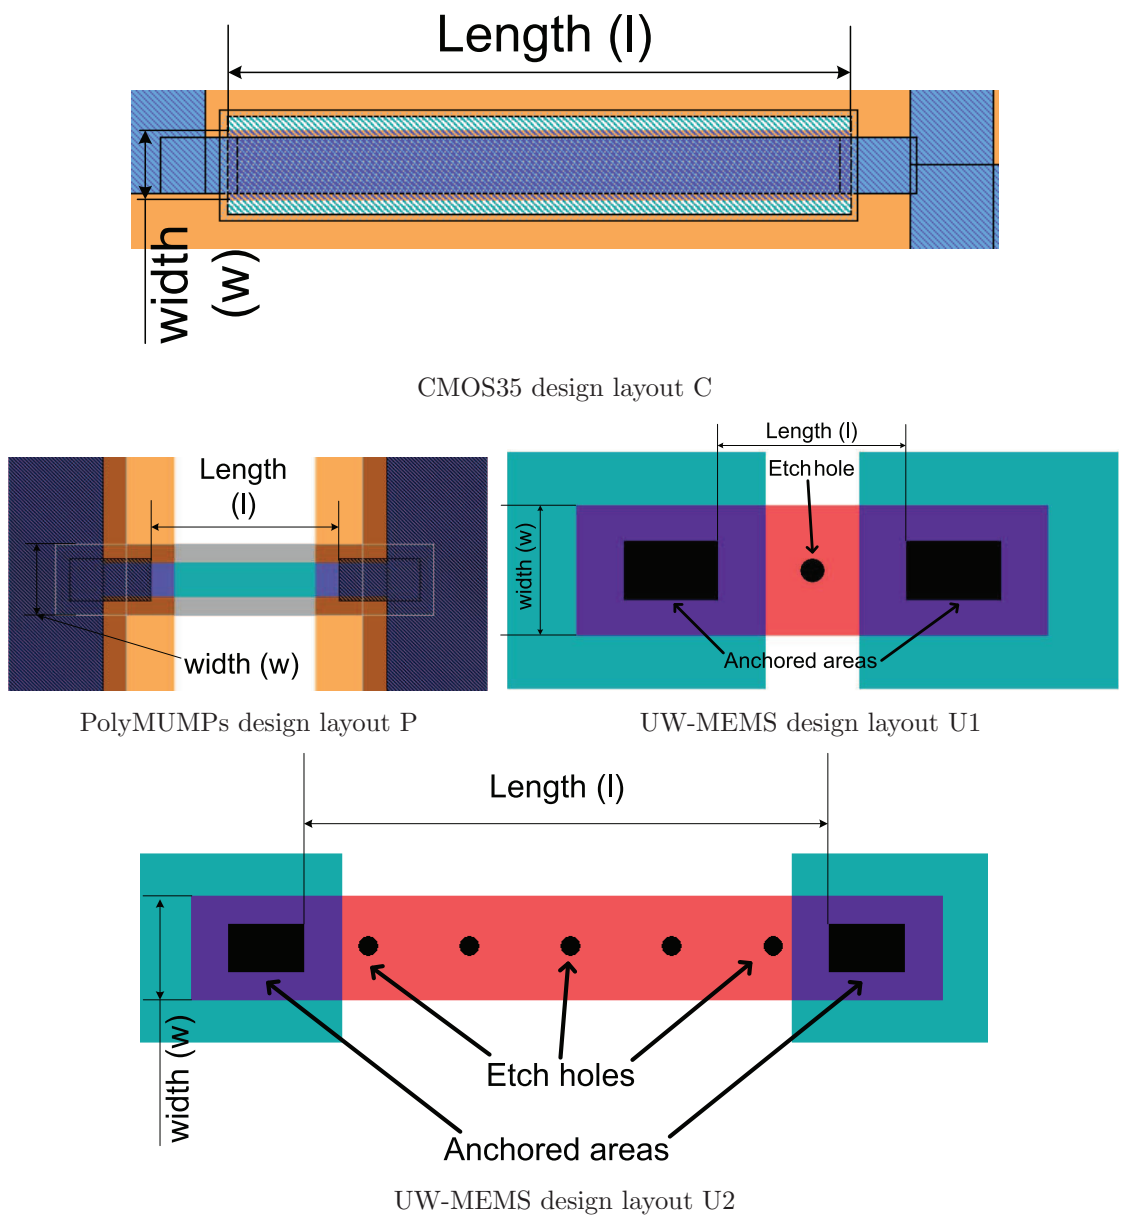 Length (l)
width
(w)
CMOS35 design layout C
Length
(l)
width (w)
PolyMUMPs design layout P
Length (l)
Etch hole
width (w)
Anchored areas
UW-MEMS design layout U1
Length (l)
width (w)
Etch holes
Anchored areas
UW-MEMS design layout U2